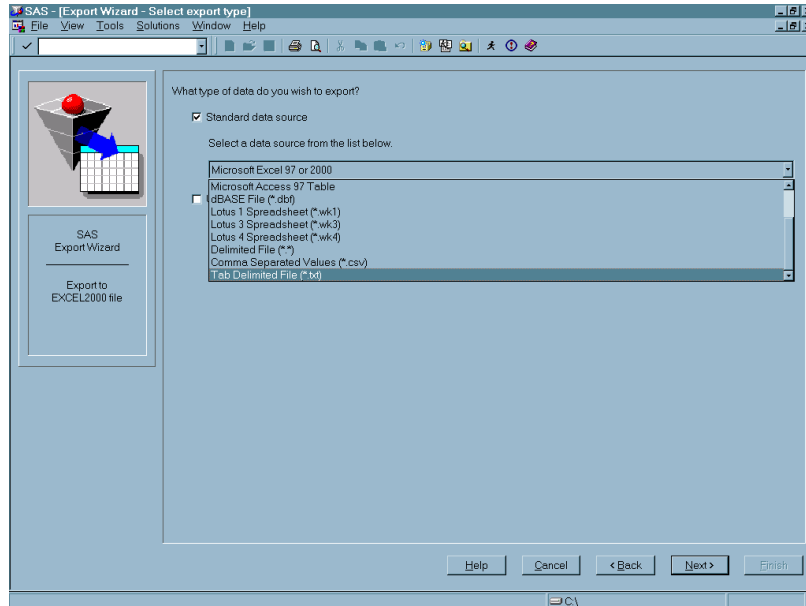 SAS - [Export Wizard - Select export type]
File View Tools Solutions Window Help
What type of data do you wish to export?
Standard data source
Select a data source from the list below.
Microsoft Excel 97 or 2000
Microsoft Access 97 Table
dBASE File (*.dbf)
Lotus 1 Spreadsheet (*.wk1)
Lotus 3 Spreadsheet (*.wk3)
Lotus 4 Spreadsheet (*.wk4)
Delimited File (*.*)
Comma Separated Values (*.csv)
Tab Delimited File (*.txt)
SAS
Export Wizard
Export to
EXCEL2000 file
Help Cancel < Back Next > Finish
C:\